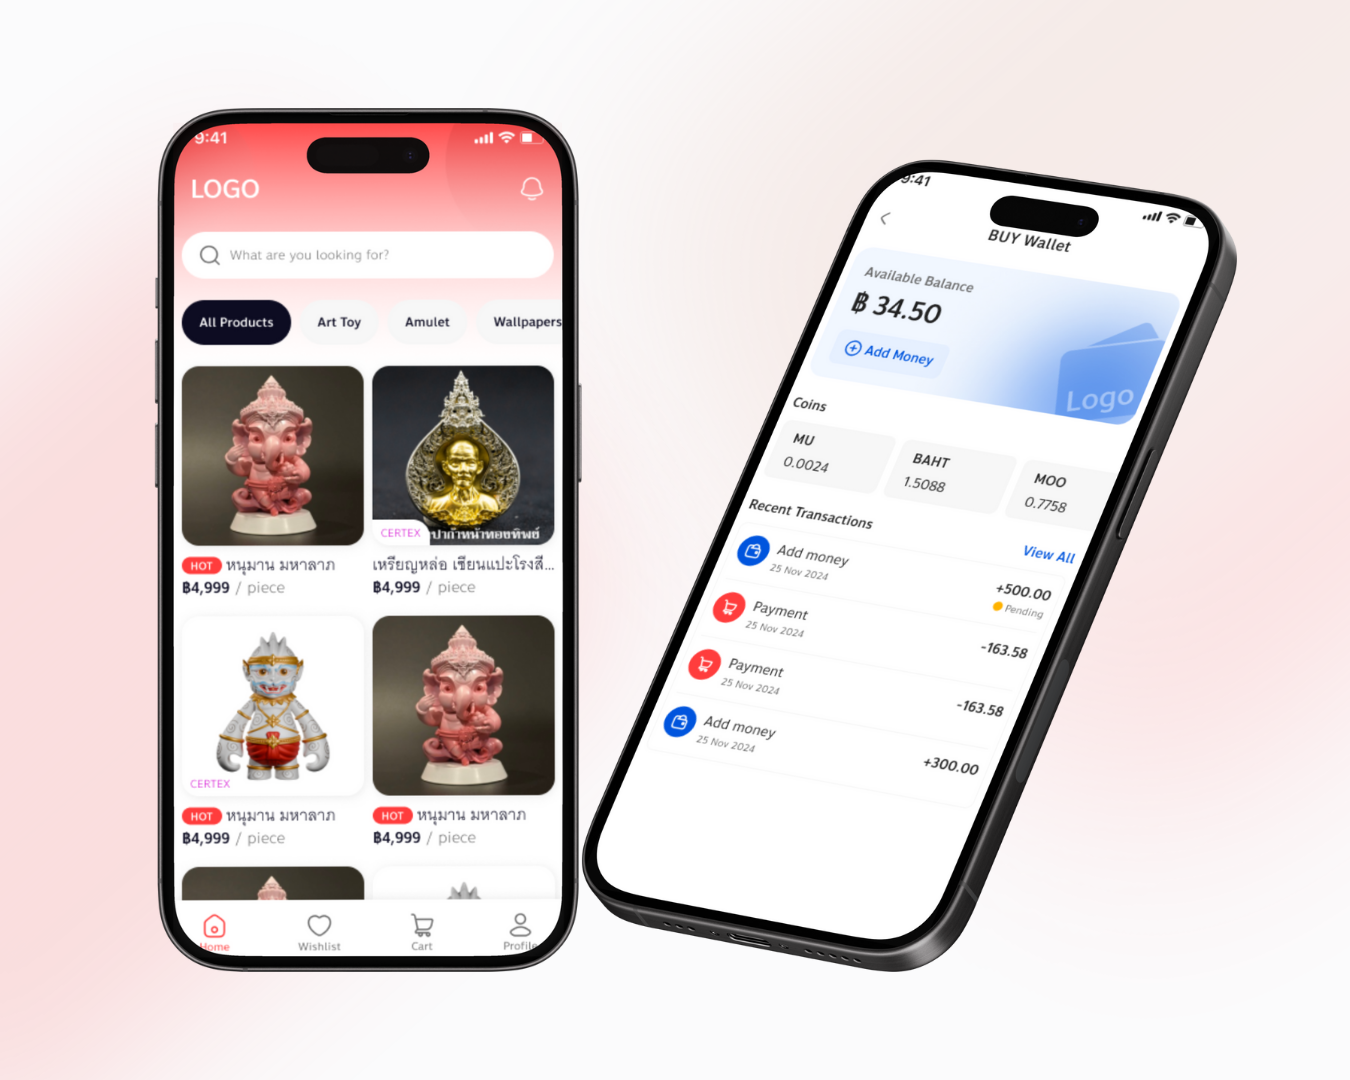 9:41
LOGO
What are you looking for?
All Products
Art Toy
Amulet
Wallpapers
CERTEX
ปู่เก้าหน้าทองทิพย์
HOT หนุมาน มหาลาภ
฿4,999 / piece
เหรียญหล่อ เซียนแปะโรงสี...
฿4,999 / piece
CERTEX
HOT หนุมาน มหาลาภ
฿4,999 / piece
HOT หนุมาน มหาลาภ
฿4,999 / piece
Home
Wishlist
Cart
Profile
9:41
BUY Wallet
Available Balance
฿ 34.50
Add Money
Logo
Coins
MU
0.0024
BAHT
1.5088
MOO
0.7758
Recent Transactions
View All
Add money
25 Nov 2024
+500.00
Pending
Payment
25 Nov 2024
-163.58
Payment
25 Nov 2024
-163.58
Add money
25 Nov 2024
+300.00